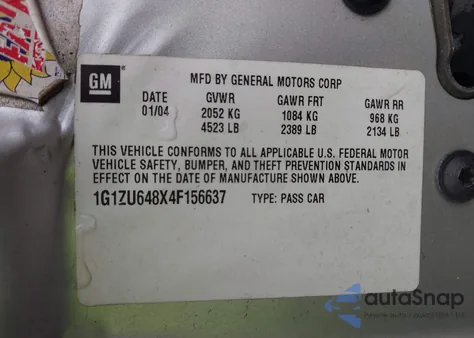 GM
MFD BY GENERAL MOTORS CORP
DATE GVWR GAWR FRT GAWR RR
01/04 2052 KG 1084 KG 968 KG
4523 LB 2389 LB 2134 LB
THIS VEHICLE CONFORMS TO ALL APPLICABLE U.S. FEDERAL MOTOR
VEHICLE SAFETY, BUMPER, AND THEFT PREVENTION STANDARDS IN
EFFECT ON THE DATE OF MANUFACTURE SHOWN ABOVE.
1G1ZU648X4F156637 TYPE: PASS CAR
autoSnap